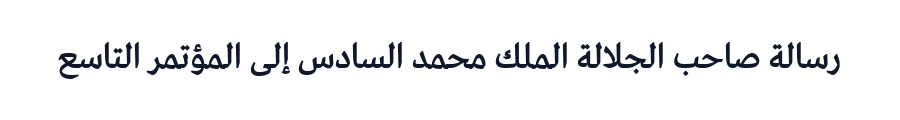 رسالة صاحب الجلالة الملك محمد السادس إلى المؤتمر التاسع